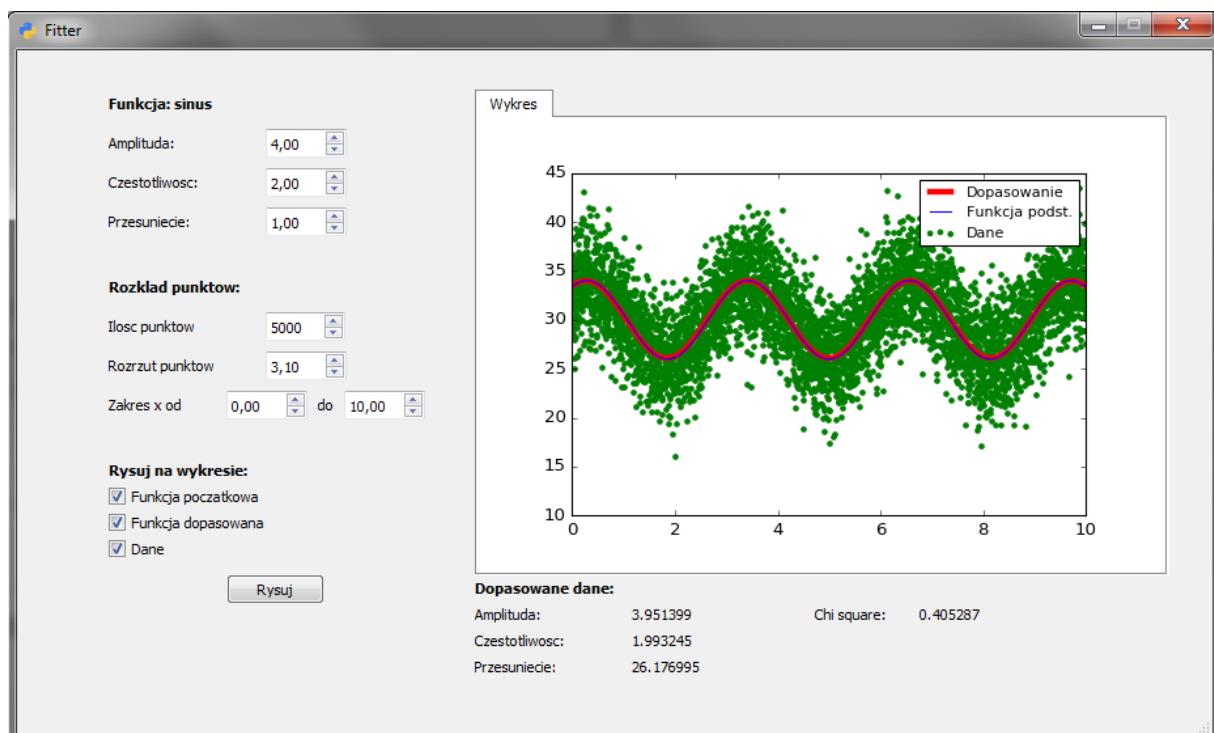 Fitter
Funkcja: sinus
Amplituda: 4,00
Czestotliwosc: 2,00
Przesuniecie: 1,00
Rozklad punktow:
Ilosc punktow 5000
Rozrzut punktow 3,10
Zakres x od 0,00 do 10,00
Rysuj na wykresie:
Funkcja poczatkowa
Funkcja dopasowana
Dane
Rysuj
Wykres
45
40
35
30
25
20
15
10
0 2 4 6 8 10
Dopasowanie
Funkcja podst.
Dane
Dopasowane dane:
Amplituda: 3.951399 Chi square: 0.405287
Czestotliwosc: 1.993245
Przesuniecie: 26.176995